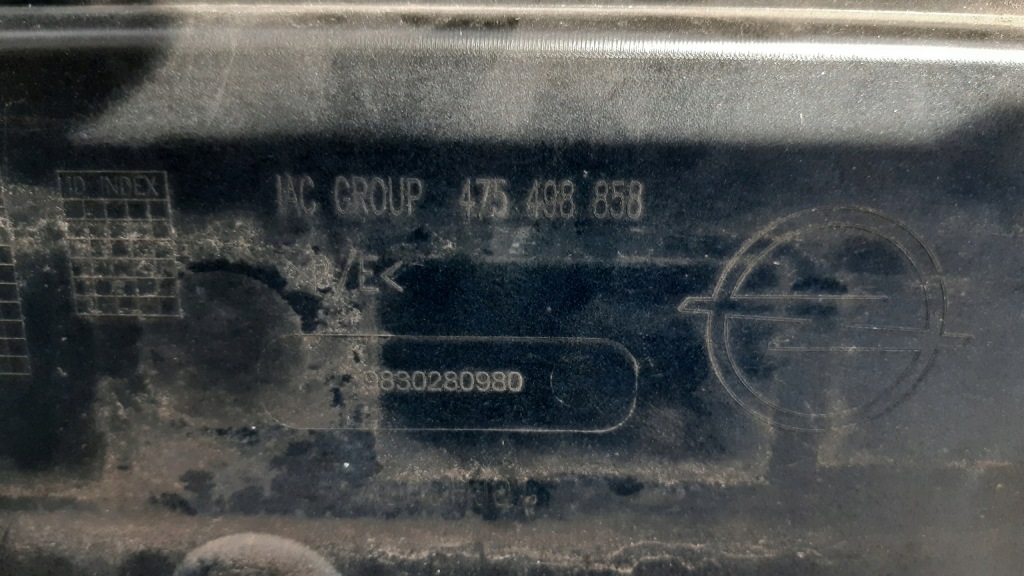 ID INDEX
IAC GROUP 475 498 858
P/E<
9830280980